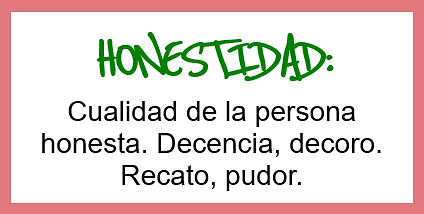 HONESTIDAD:
Cualidad de la persona
honesta. Decencia, decoro.
Recato, pudor.